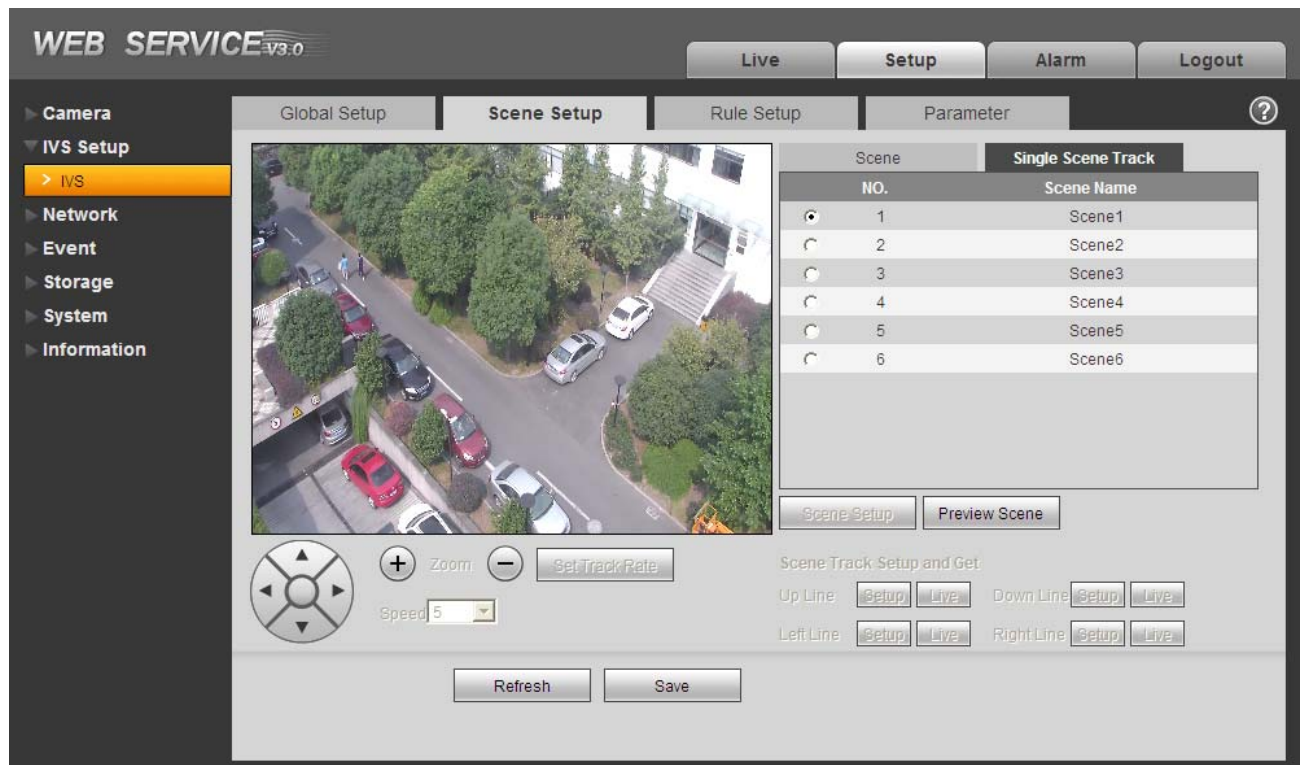 WEB SERVICE V3.0
Live Setup Alarm Logout
Camera
IVS Setup
> IVS
Network
Event
Storage
System
Information
Global Setup Scene Setup Rule Setup Parameter ?
Scene Single Scene Track
NO. Scene Name
1 Scene1
2 Scene2
3 Scene3
4 Scene4
5 Scene5
6 Scene6
Scene Setup Preview Scene
Zoom Set Track Rate
Speed 5
Scene Track Setup and Get
Up Line Setup Live Down Line Setup Live
Left Line Setup Live Right Line Setup Live
Refresh Save